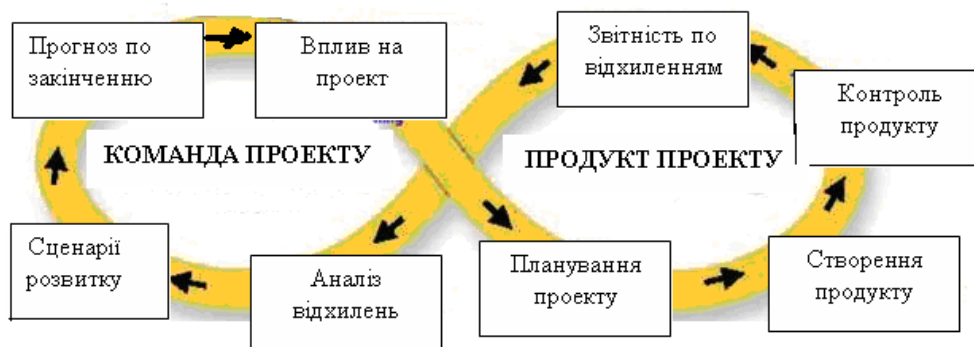 Прогноз по
закінченню
Вплив на
проект
Звітність по
відхиленням
Контроль
продукту
КОМАНДА ПРОЕКТУ
ПРОДУКТ ПРОЕКТУ
Сценарії
розвитку
Аналіз
відхилень
Планування
проекту
Створення
продукту